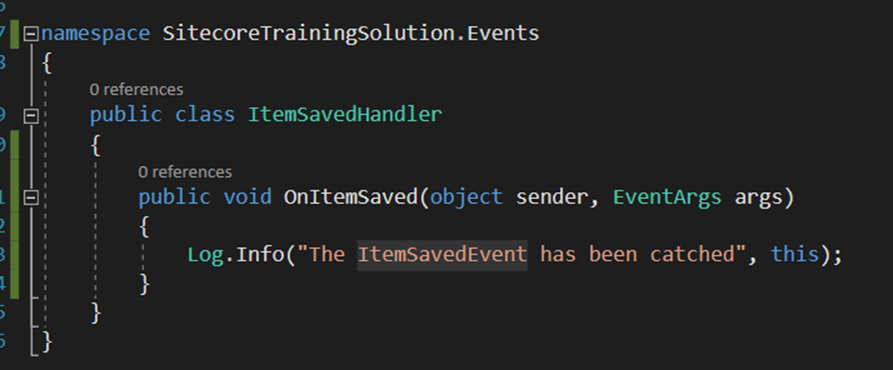 namespace SitecoreTrainingSolution.Events
{
0 references
public class ItemSavedHandler
{
0 references
public void OnItemSaved(object sender, EventArgs args)
{
Log.Info("The ItemSavedEvent has been catched", this);
}
}
}